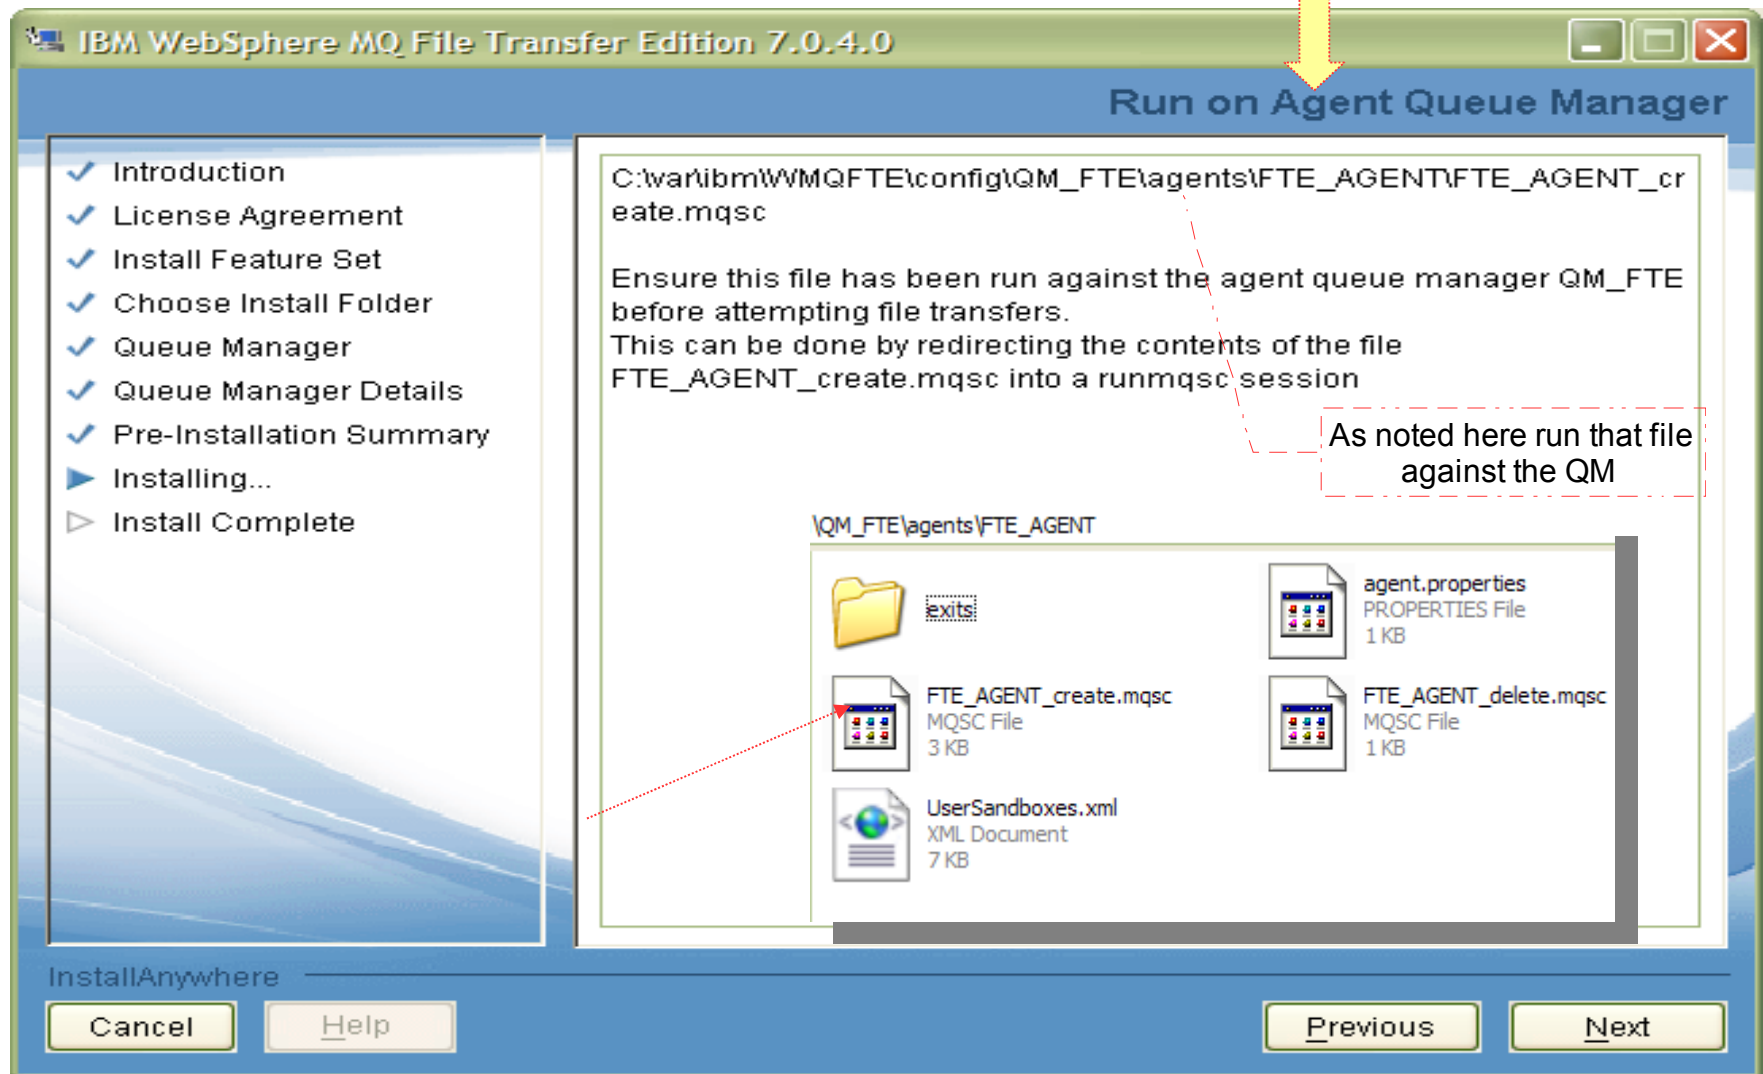 IBM WebSphere MQ File Transfer Edition 7.0.4.0
Run on Agent Queue Manager
Introduction
License Agreement
Install Feature Set
Choose Install Folder
Queue Manager
Queue Manager Details
Pre-Installation Summary
Installing...
Install Complete
C:\var\ibm\WMQFTE\config\QM_FTE\agents\FTE_AGENT\FTE_AGENT_cr
eate.mqsc
Ensure this file has been run against the agent queue manager QM_FTE
before attempting file transfers.
This can be done by redirecting the contents of the file
FTE_AGENT_create.mqsc into a runmqsc session
As noted here run that file
against the QM
\QM_FTE\agents\FTE_AGENT
exits
agent.properties
PROPERTIES File
1 KB
FTE_AGENT_create.mqsc
MQSC File
3 KB
FTE_AGENT_delete.mqsc
MQSC File
1 KB
UserSandboxes.xml
XML Document
7 KB
InstallAnywhere
Cancel
Help
Previous
Next